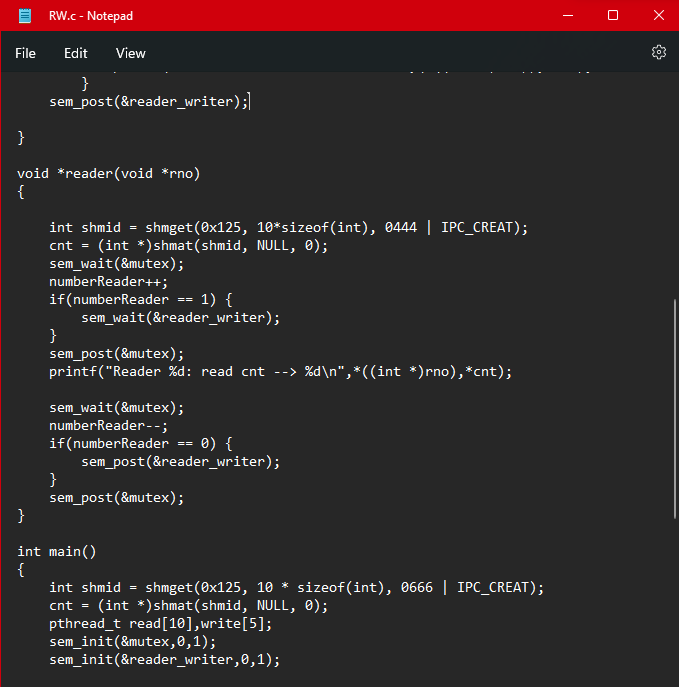 RW.c - Notepad
File Edit View
}
sem_post(&reader_writer);
}
void *reader(void *rno)
{
int shmid = shmget(0x125, 10*sizeof(int), 0444 | IPC_CREAT);
cnt = (int *)shmat(shmid, NULL, 0);
sem_wait(&mutex);
numberReader++;
if(numberReader == 1) {
sem_wait(&reader_writer);
}
sem_post(&mutex);
printf("Reader %d: read cnt --> %d\n",*((int *)rno),*cnt);
sem_wait(&mutex);
numberReader--;
if(numberReader == 0) {
sem_post(&reader_writer);
}
sem_post(&mutex);
}
int main()
{
int shmid = shmget(0x125, 10 * sizeof(int), 0666 | IPC_CREAT);
cnt = (int *)shmat(shmid, NULL, 0);
pthread_t read[10],write[5];
sem_init(&mutex,0,1);
sem_init(&reader_writer,0,1);